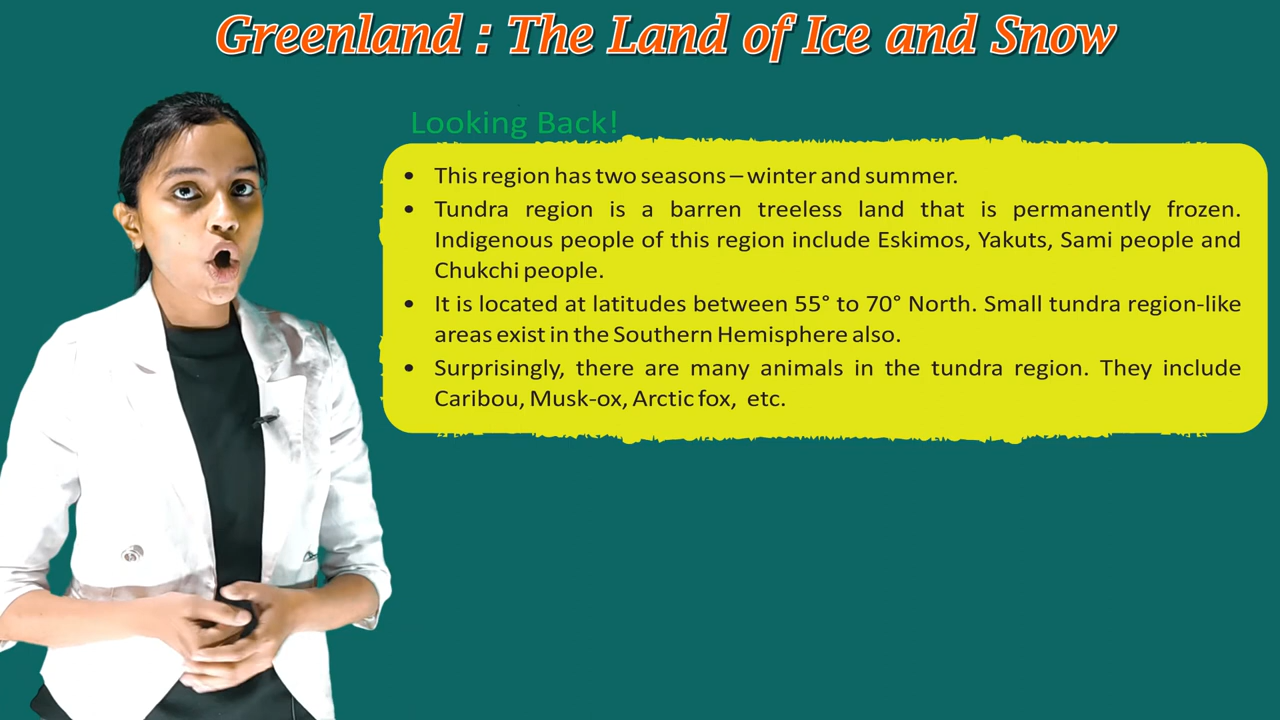 Greenland : The Land of Ice and Snow
Looking Back!
• This region has two seasons – winter and summer.
• Tundra region is a barren treeless land that is permanently frozen.
Indigenous people of this region include Eskimos, Yakuts, Sami people and
Chukchi people.
• It is located at latitudes between 55° to 70° North. Small tundra region-like
areas exist in the Southern Hemisphere also.
• Surprisingly, there are many animals in the tundra region. They include
Caribou, Musk-ox, Arctic fox, etc.